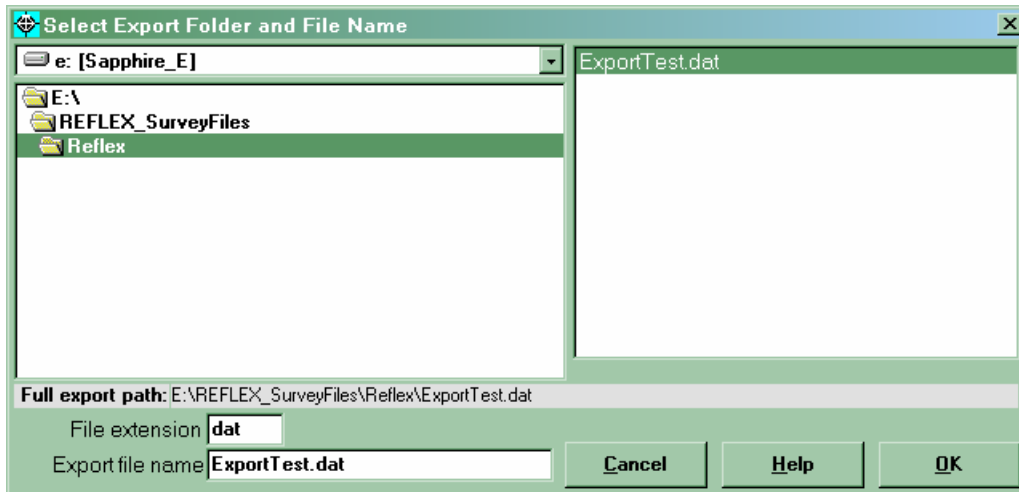 Select Export Folder and File Name
e: [Sapphire_E]
E:\
REFLEX_SurveyFiles
Reflex
ExportTest.dat
Full export path: E:\REFLEX_SurveyFiles\Reflex\ExportTest.dat
File extension dat
Export file name ExportTest.dat
Cancel
Help
OK